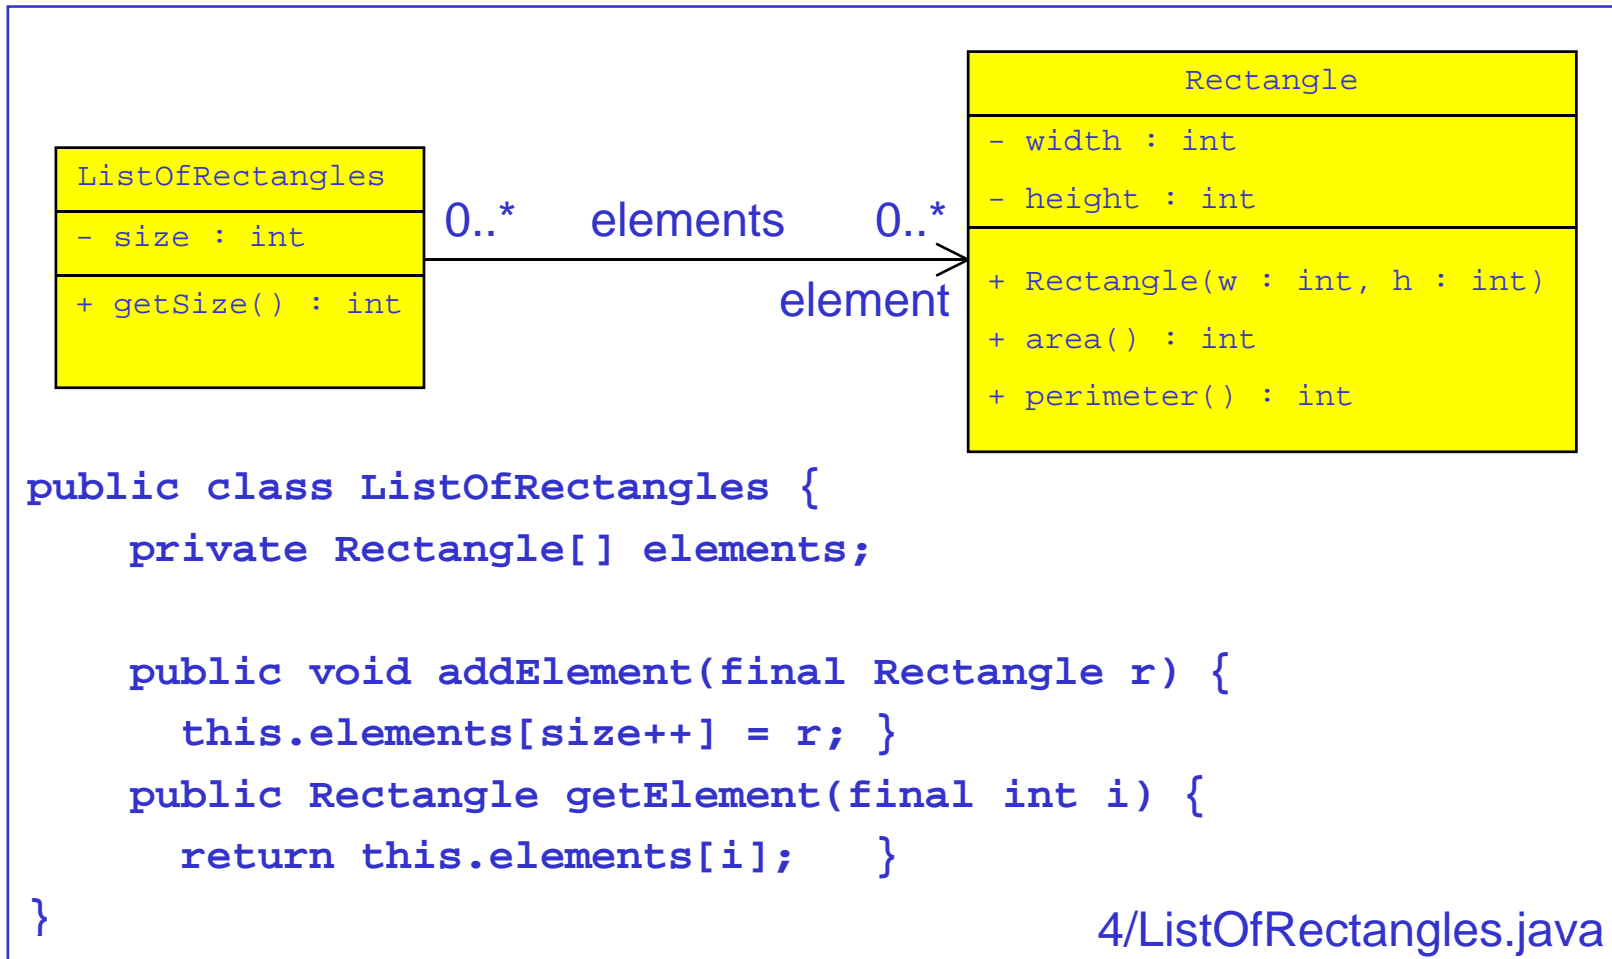 ListOfRectangles
- size : int
+ getSize() : int
0..* elements 0..*
element
Rectangle
- width : int
- height : int
+ Rectangle(w : int, h : int)
+ area() : int
+ perimeter() : int
public class ListOfRectangles {
private Rectangle[] elements;
public void addElement(final Rectangle r) {
this.elements[size++] = r; }
public Rectangle getElement(final int i) {
return this.elements[i]; }
}
4/ListOfRectangles.java